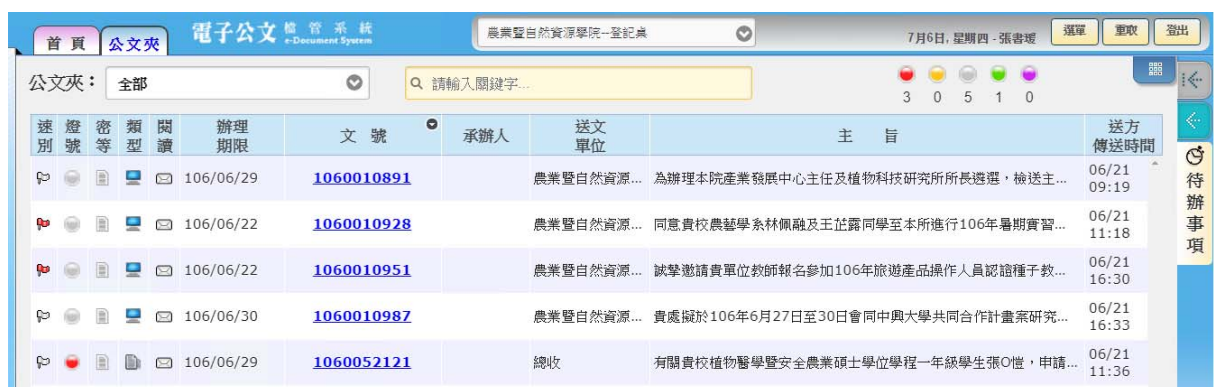 首 頁
公文夾
電子公文 檔 管 系 統
e-Document System
農業暨自然資源學院--登記桌
7月6日, 星期四 - 張書瑗
選單
重取
登出
公文夾：
全部
請輸入關鍵字...
3 0 5 1 0
速別 燈號 密等 類型 閱讀 辦理期限 文 號 承辦人 送文單位 主 旨 送方傳送時間
106/06/29 1060010891 農業暨自然資源... 為辦理本院產業發展中心主任及植物科技研究所所長遴選，檢送主... 06/21 09:19
106/06/22 1060010928 農業暨自然資源... 同意貴校農藝學系林佩融及王芷露同學至本所進行106年暑期實習... 06/21 11:18
106/06/22 1060010951 農業暨自然資源... 誠摯邀請貴單位教師報名參加106年旅遊產品操作人員認證種子教... 06/21 16:30
106/06/30 1060010987 農業暨自然資源... 貴處擬於106年6月27日至30日會同中興大學共同合作計畫案研究... 06/21 16:33
106/06/29 1060052121 總收 有關貴校植物醫學暨安全農業碩士學位學程一年級學生張O愷，申請... 06/21 11:36
待辦事項